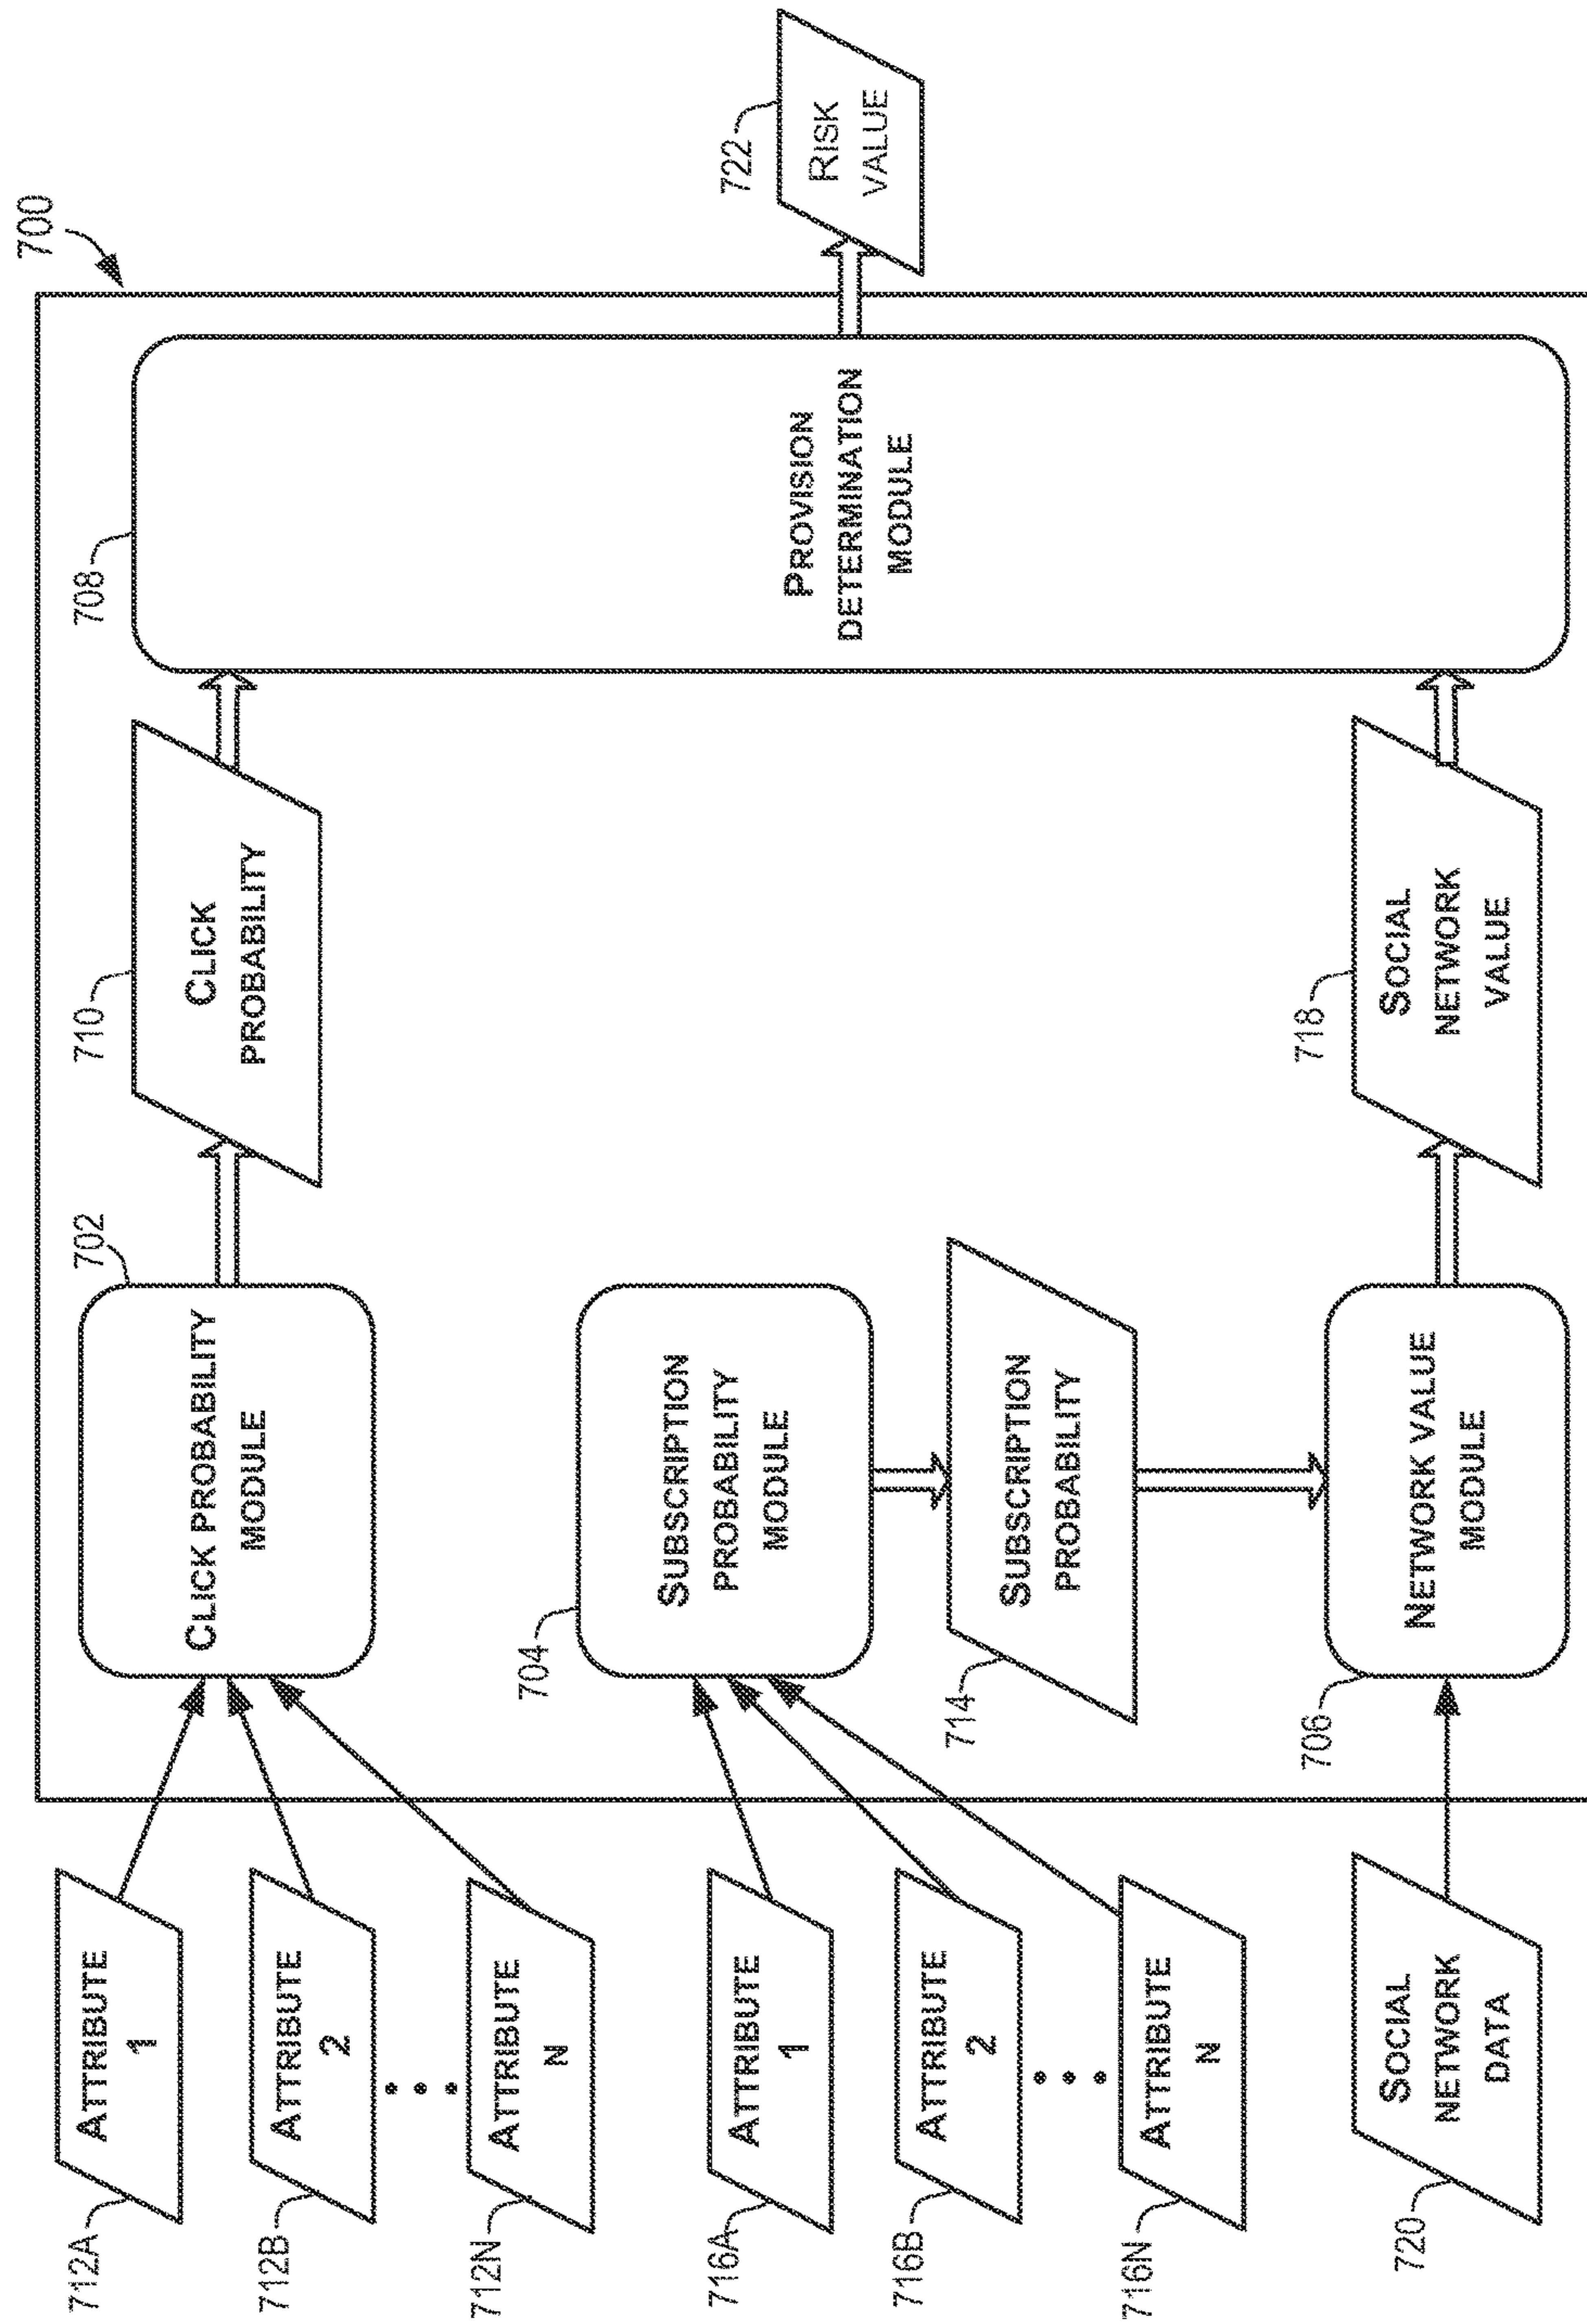 700
712A
ATTRIBUTE
1
712B
ATTRIBUTE
2
712N
ATTRIBUTE
N
702
CLICK PROBABILITY
MODULE
710
CLICK
PROBABILITY
708
PROVISION
DETERMINATION
MODULE
722
RISK
VALUE
716A
ATTRIBUTE
1
716B
ATTRIBUTE
2
716N
ATTRIBUTE
N
704
SUBSCRIPTION
PROBABILITY
MODULE
714
SUBSCRIPTION
PROBABILITY
720
SOCIAL
NETWORK
DATA
706
NETWORK VALUE
MODULE
718
SOCIAL
NETWORK
VALUE